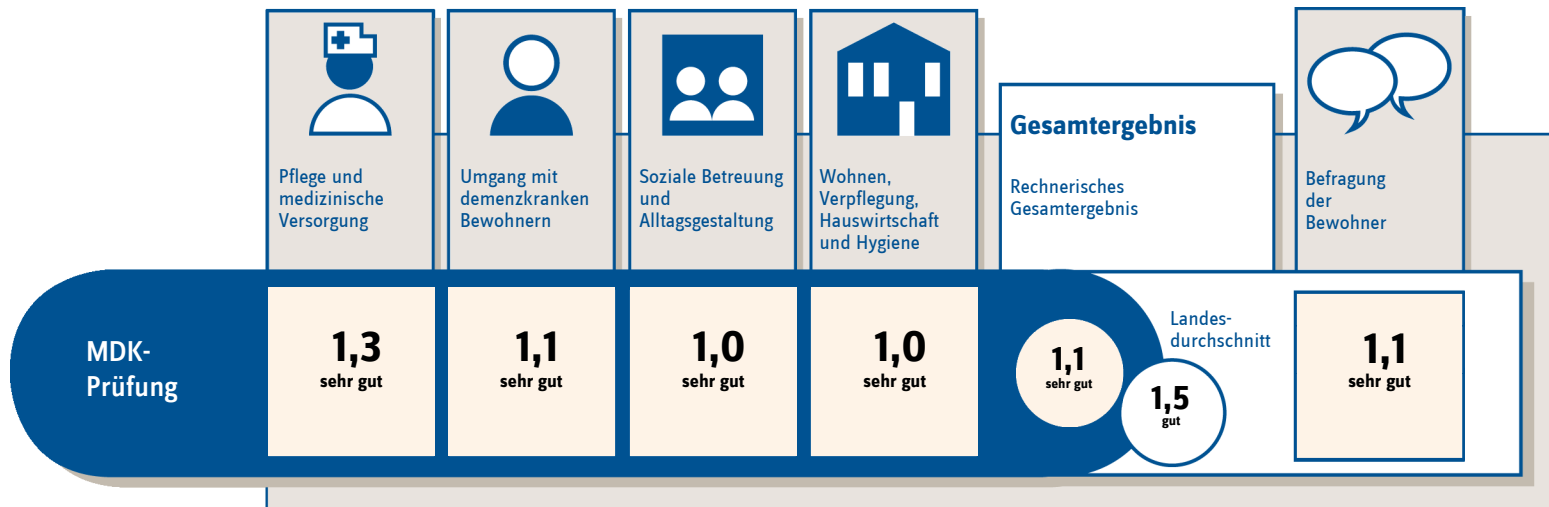 Pflege und
medizinische
Versorgung
Umgang mit
demenzkranken
Bewohnern
Soziale Betreuung
und
Alltagsgestaltung
Wohnen,
Verpflegung,
Hauswirtschaft
und Hygiene
Gesamtergebnis
Rechnerisches
Gesamtergebnis
Befragung
der
Bewohner
MDK-
Prüfung
1,3
sehr gut
1,1
sehr gut
1,0
sehr gut
1,0
sehr gut
1,1
sehr gut
Landes-
durchschnitt
1,5
gut
1,1
sehr gut